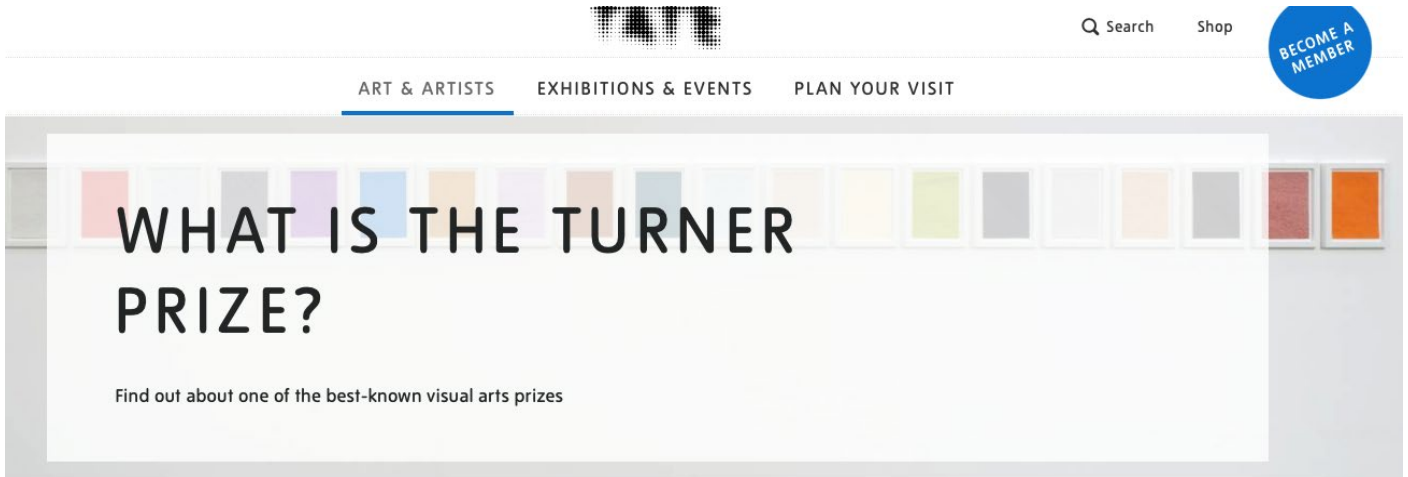 TATE
Search
Shop
BECOME A
MEMBER
ART & ARTISTS
EXHIBITIONS & EVENTS
PLAN YOUR VISIT
WHAT IS THE TURNER
PRIZE?
Find out about one of the best-known visual arts prizes